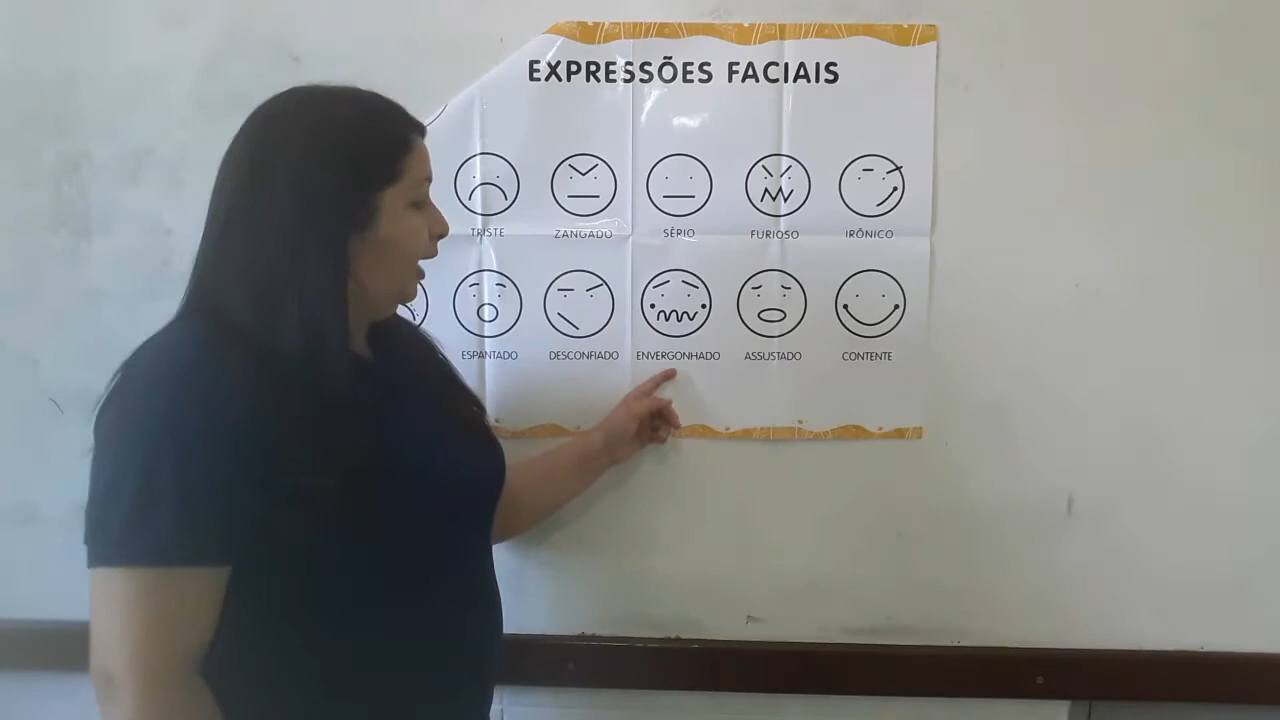 EXPRESSÕES FACIAIS
TRISTE ZANGADO SÉRIO FURIOSO IRÔNICO
ESPANTADO DESCONFIADO ENVERGONHADO ASSUSTADO CONTENTE